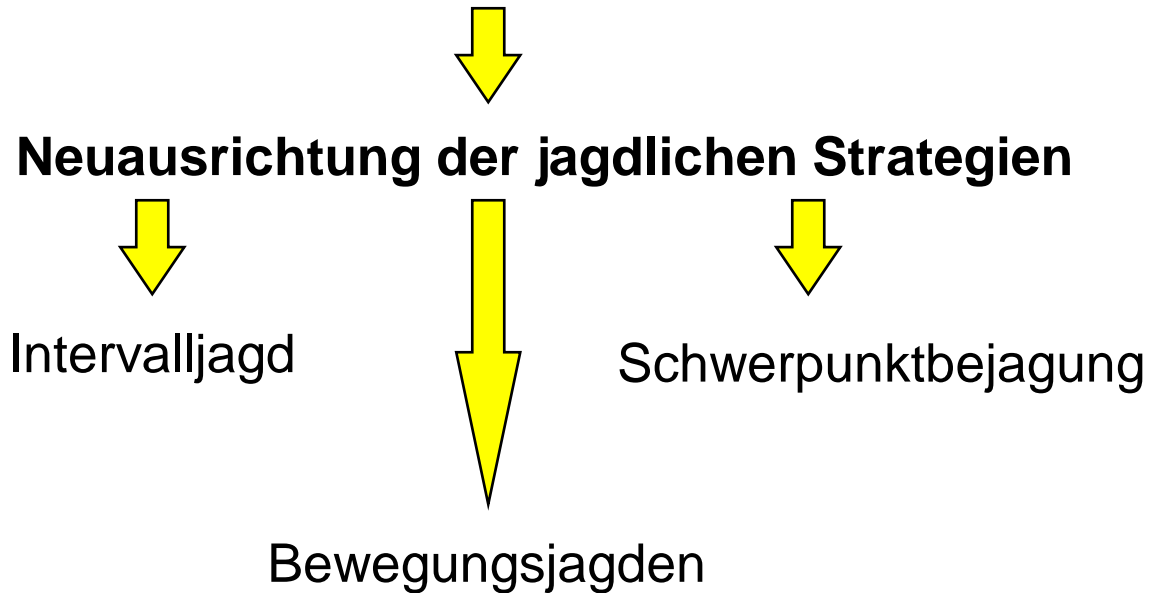 Neuausrichtung der jagdlichen Strategien
Intervalljagd
Schwerpunktbejagung
Bewegungsjagden